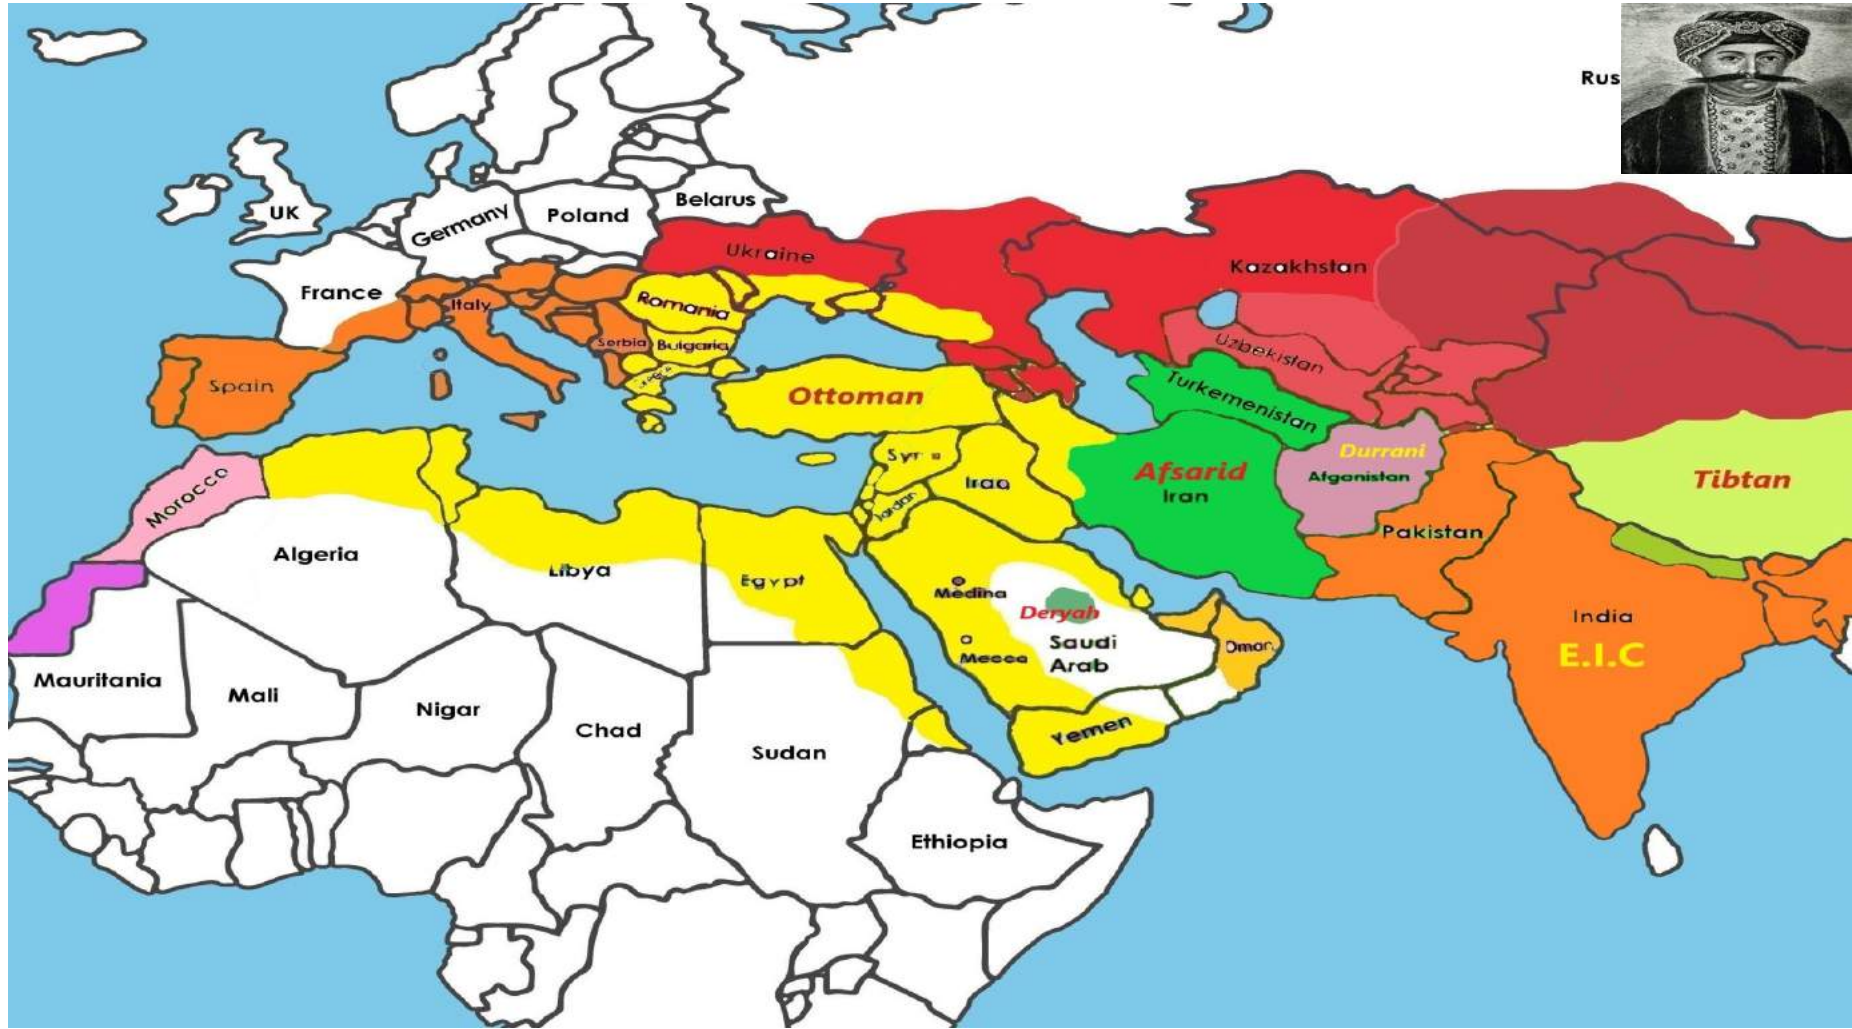 Rus
UK
Germany
Poland
Belarus
France
Ukraine
Kazakhstan
Italy
Romania
Serbia
Bulgaria
Uzbekistan
Spain
Ottoman
Turkemenistan
Durrani
Afganistan
Afsarid
Iran
Tibtan
Morocco
Iraq
Jordan
Pakistan
Algeria
Libya
Egypt
Medina
Deryah
Saudi
Arab
Mecca
Oman
India
E.I.C
Mauritania
Mali
Nigar
Chad
Sudan
Yemen
Ethiopia